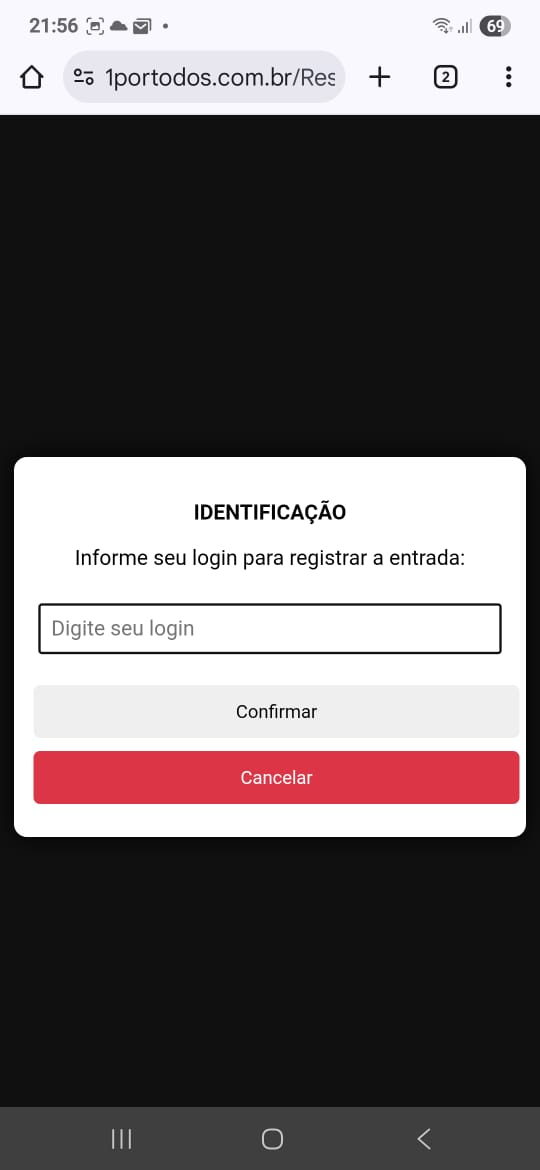 21:56
69
1portodos.com.br/Res
2
IDENTIFICAÇÃO
Informe seu login para registrar a entrada:
Digite seu login
Confirmar
Cancelar